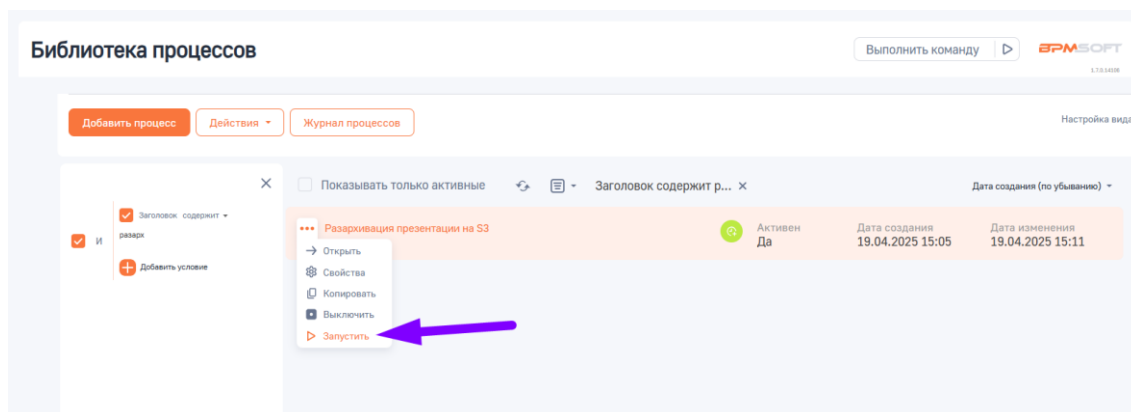 Библиотека процессов
Выполнить команду
BPMSOFT
Добавить процесс
Действия
Журнал процессов
Настройка вида
Показывать только активные
Заголовок содержит р...
Дата создания (по убыванию)
Заголовок содержит
И
разарх
Добавить условие
Разархивация презентации на S3
Активен
Да
Дата создания
19.04.2025 15:05
Дата изменения
19.04.2025 15:11
Открыть
Свойства
Копировать
Выключить
Запустить